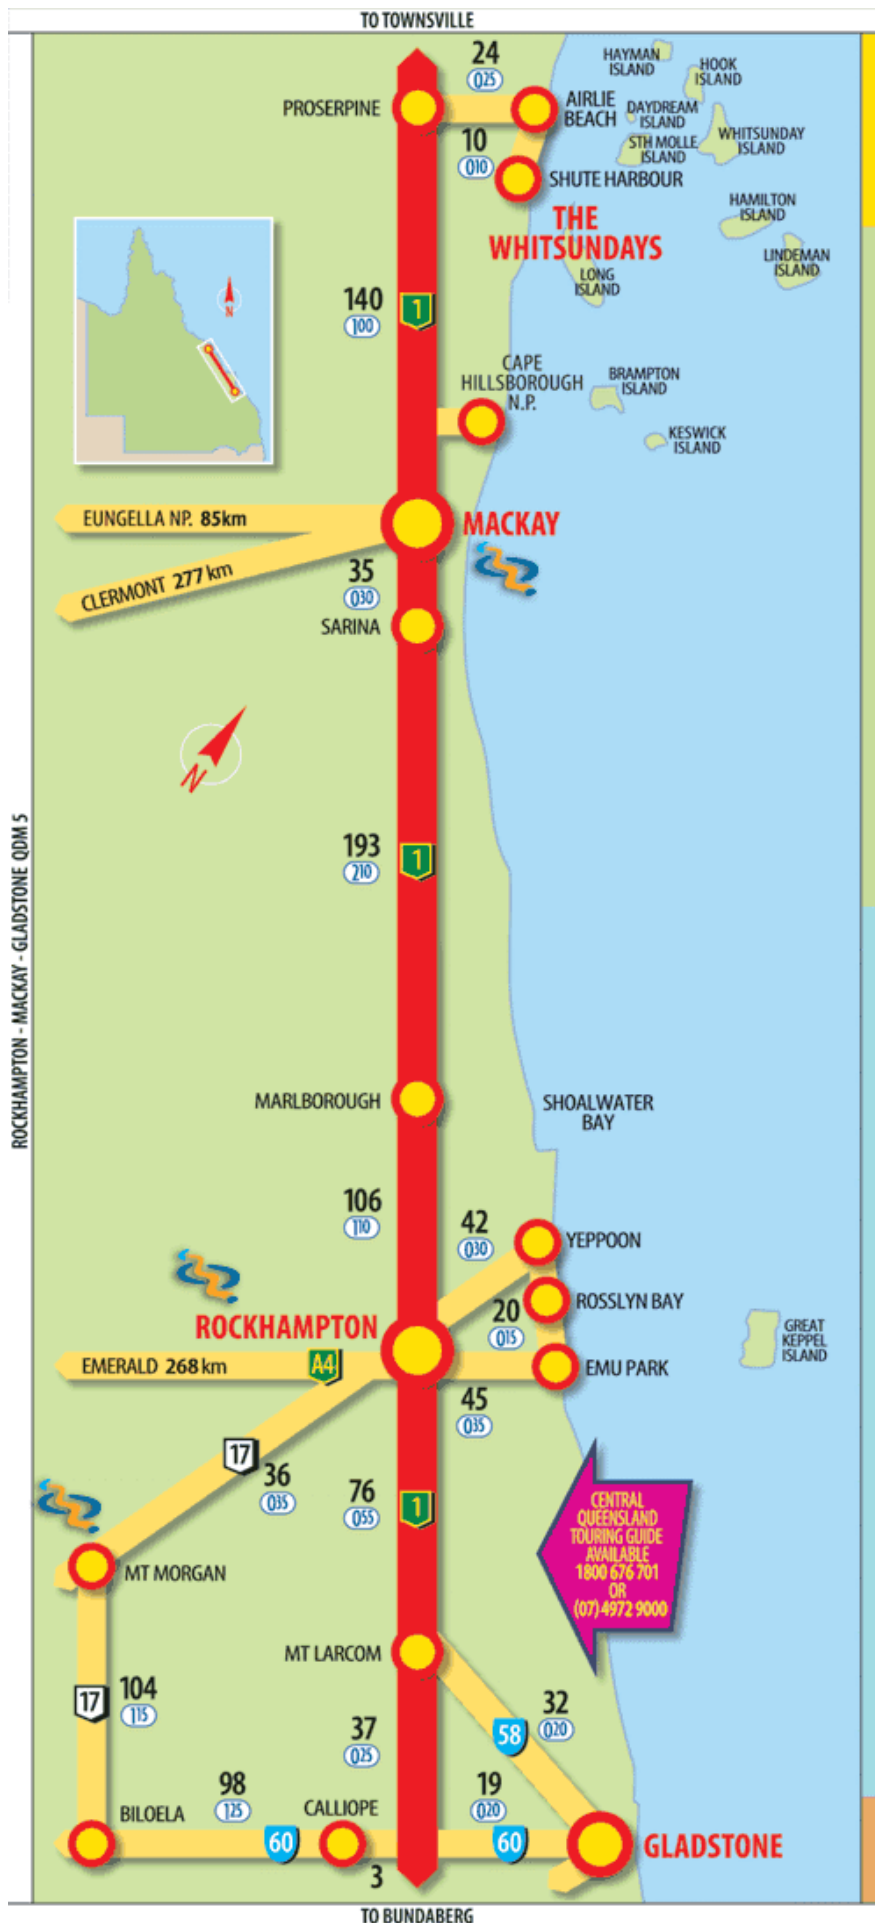 TO TOWNSVILLE
24
025
HAYMAN
ISLAND
HOOK
ISLAND
PROSERPINE
AIRLIE
BEACH
DAYDREAM
ISLAND
10
010
STH MOLLE
ISLAND
WHITSUNDAY
ISLAND
SHUTE HARBOUR
THE
WHITSUNDAYS
HAMILTON
ISLAND
LINDEMAN
ISLAND
LONG
ISLAND
N
140
100
1
CAPE
HILLSBOROUGH
N.P.
BRAMPTON
ISLAND
KESWICK
ISLAND
EUNGELLA NP. 85km
MACKAY
CLERMONT 277 km
35
030
SARINA
N
193
210
1
ROCKHAMPTON - MACKAY - GLADSTONE QDM 5
MARLBOROUGH
SHOALWATER
BAY
106
110
42
030
YEPPOON
ROCKHAMPTON
20
015
ROSSLYN BAY
GREAT
KEPPEL
ISLAND
EMERALD 268 km
A4
EMU PARK
45
035
17
36
035
76
055
1
CENTRAL
QUEENSLAND
TOURING GUIDE
AVAILABLE
1800 676 701
OR
(07) 4972 9000
MT MORGAN
MT LARCOM
17
104
115
37
025
58
32
020
98
125
19
020
BILOELA
CALLIOPE
60
60
GLADSTONE
3
TO BUNDABERG